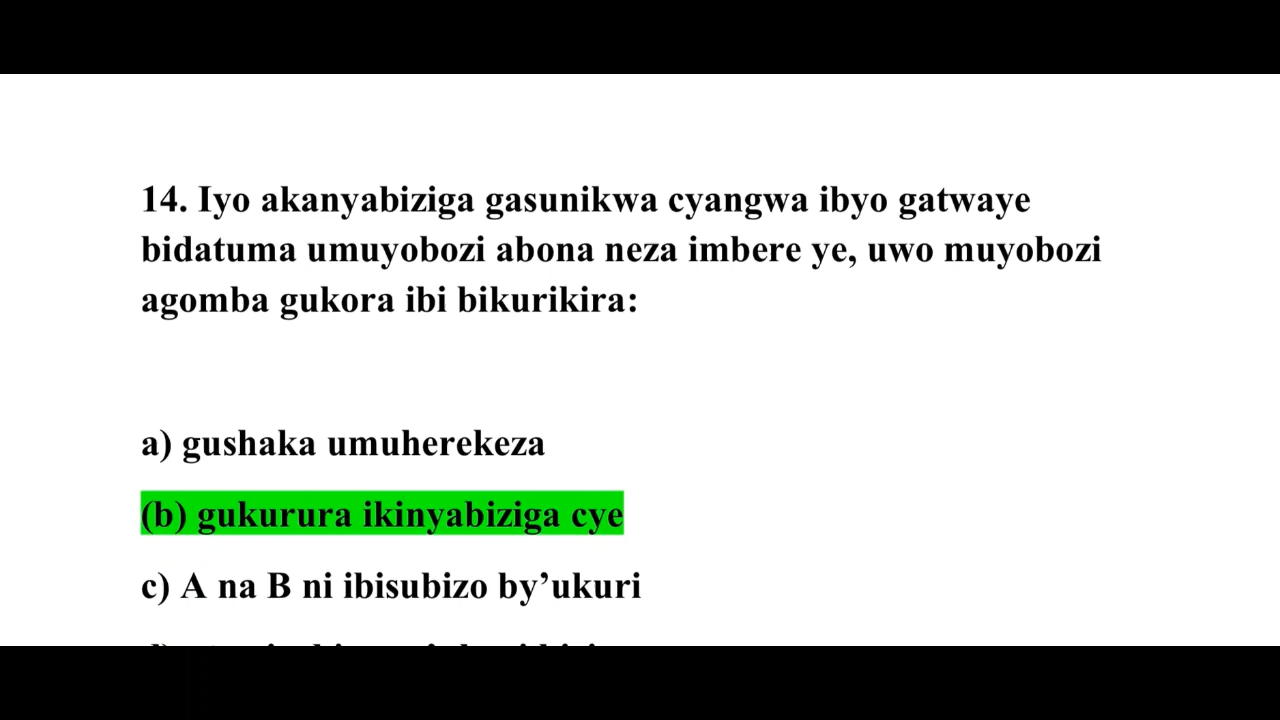 14. Iyo akanyabiziga gasunikwa cyangwa ibyo gatwaye
bidatuma umuyobozi abona neza imbere ye, uwo muyobozi
agomba gukora ibi bikurikira:
a) gushaka umuherekeza
(b) gukurura ikinyabiziga cye
c) A na B ni ibisubizo by’ukuri